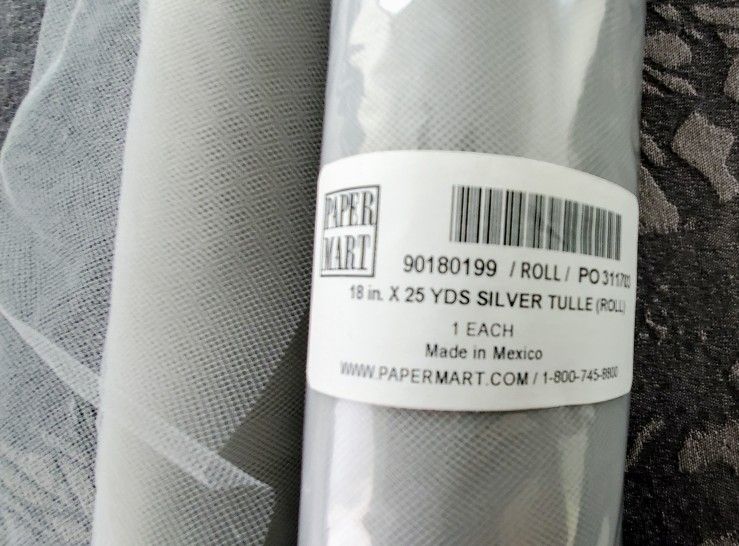 PAPER
MART
90180199 / ROLL / PO 311703
18 in. X 25 YDS SILVER TULLE (ROLL)
1 EACH
Made in Mexico
WWW.PAPERMART.COM / 1-800-745-8800